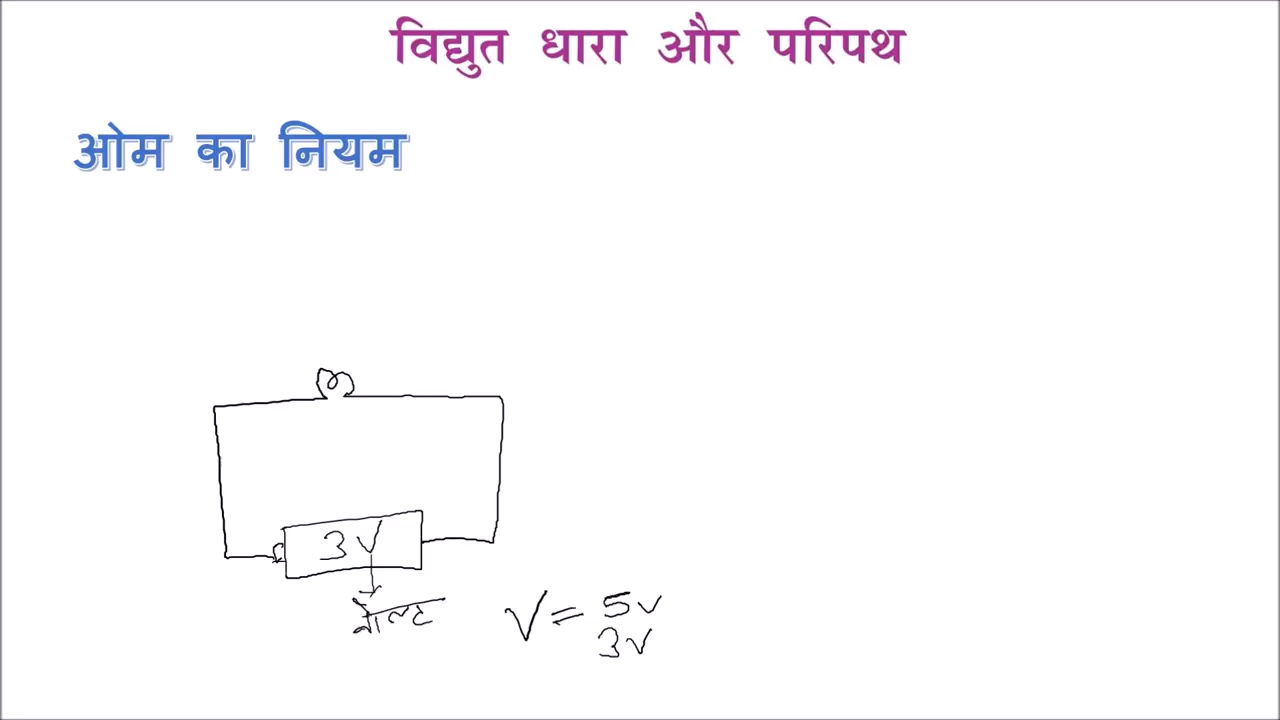 विद्युत धारा और परिपथ
ओम का नियम
3V
वोल्ट
V = 5v
3v